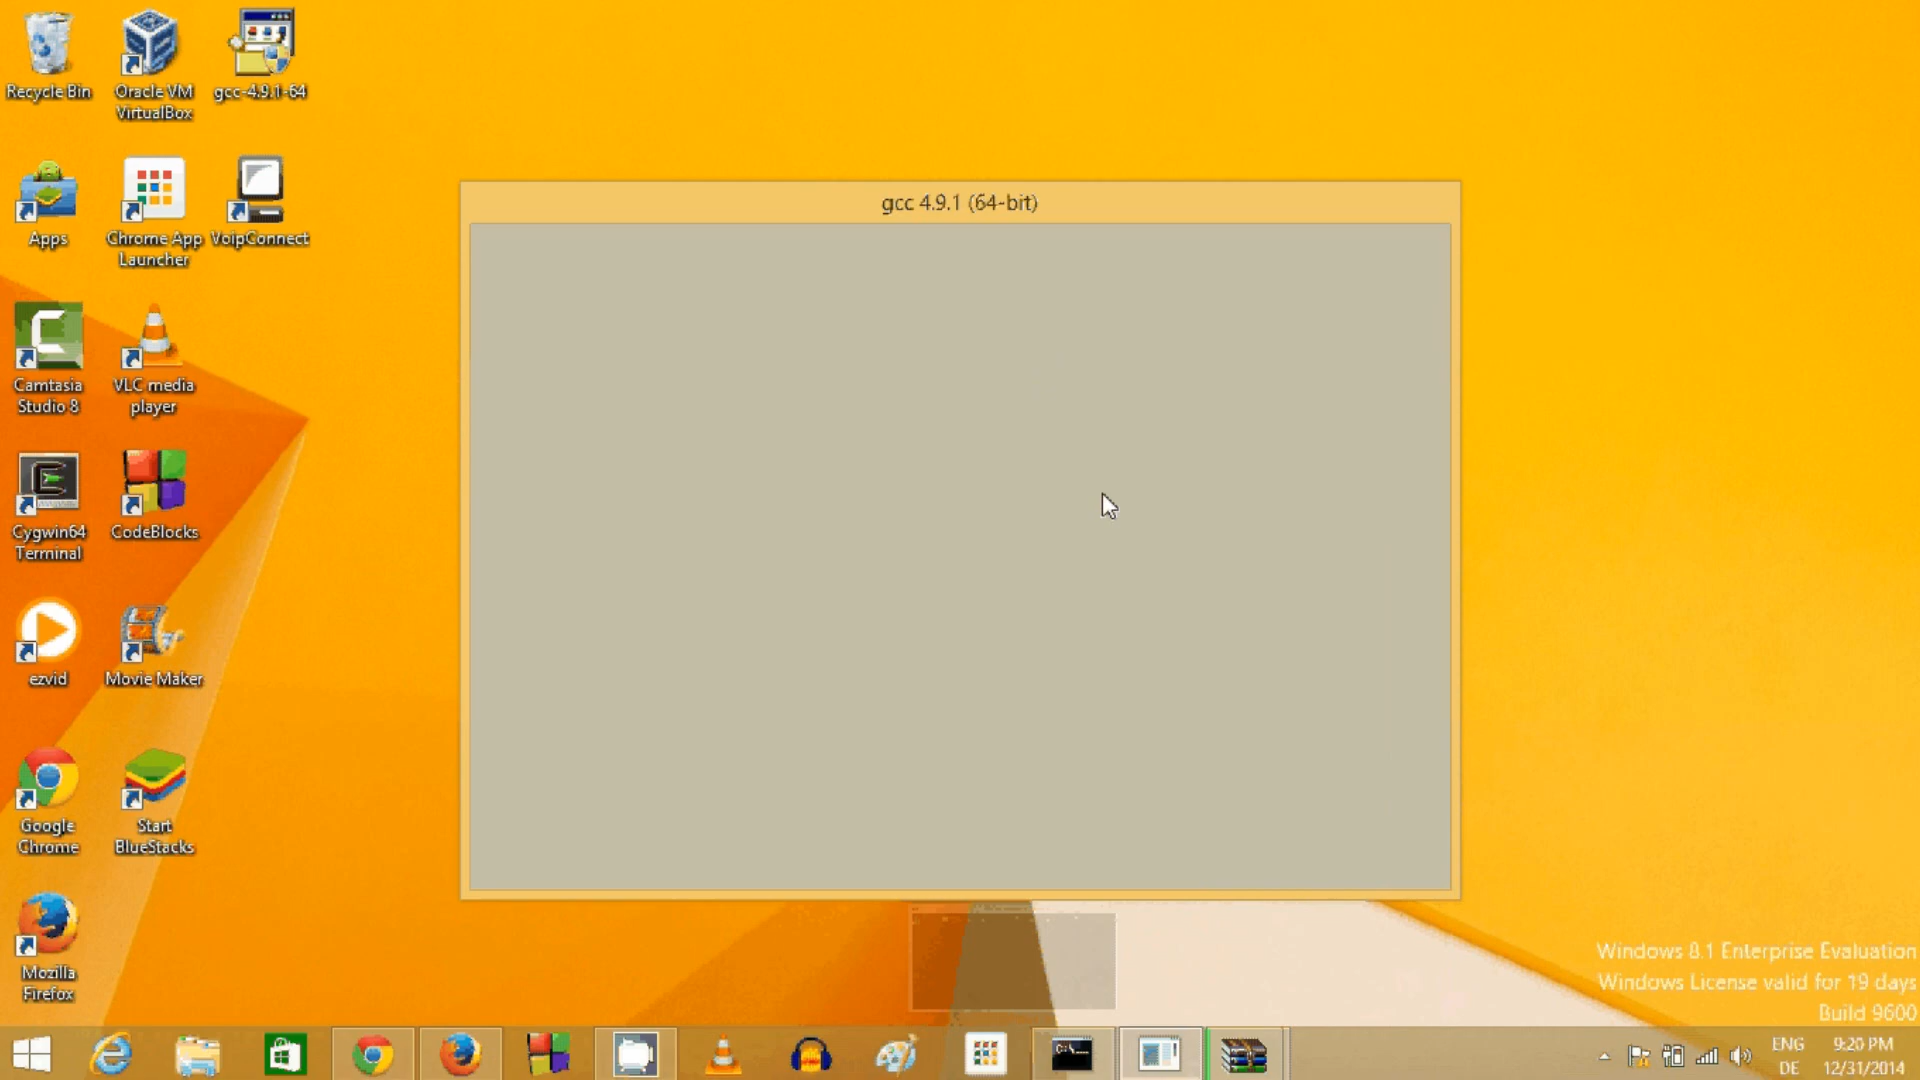 Recycle Bin
Oracle VM
VirtualBox
gcc-4.9.1-64
Apps
Chrome App
Launcher
VoipConnect
Camtasia
Studio 8
VLC media
player
Cygwin64
Terminal
CodeBlocks
ezvid
Movie Maker
Google
Chrome
Start
BlueStacks
Mozilla
Firefox
gcc 4.9.1 (64-bit)
Windows 8.1 Enterprise Evaluation
Windows License valid for 19 days
Build 9600
C:\
ENG
DE
9:20 PM
12/31/2014